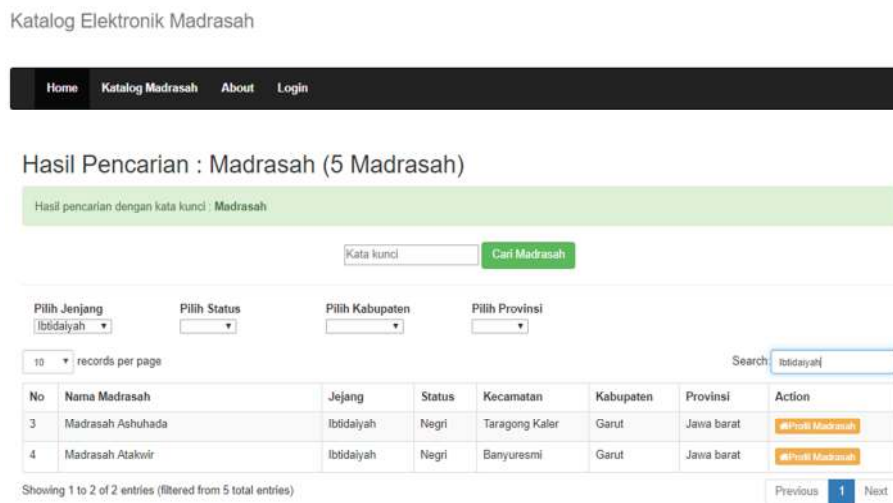 Katalog Elektronik Madrasah
Home Katalog Madrasah About Login
Hasil Pencarian : Madrasah (5 Madrasah)
Hasil pencarian dengan kata kunci : Madrasah
Kata kunci Cari Madrasah
Pilih Jenjang Pilih Status Pilih Kabupaten Pilih Provinsi
Ibtidaiyah
10 records per page Search: Ibtidaiyah
No Nama Madrasah Jejang Status Kecamatan Kabupaten Provinsi Action
3 Madrasah Ashuhada Ibtidaiyah Negri Taragong Kaler Garut Jawa barat Profil Madrasah
4 Madrasah Atakwir Ibtidaiyah Negri Banyuresmi Garut Jawa barat Profil Madrasah
Showing 1 to 2 of 2 entries (filtered from 5 total entries) Previous 1 Next